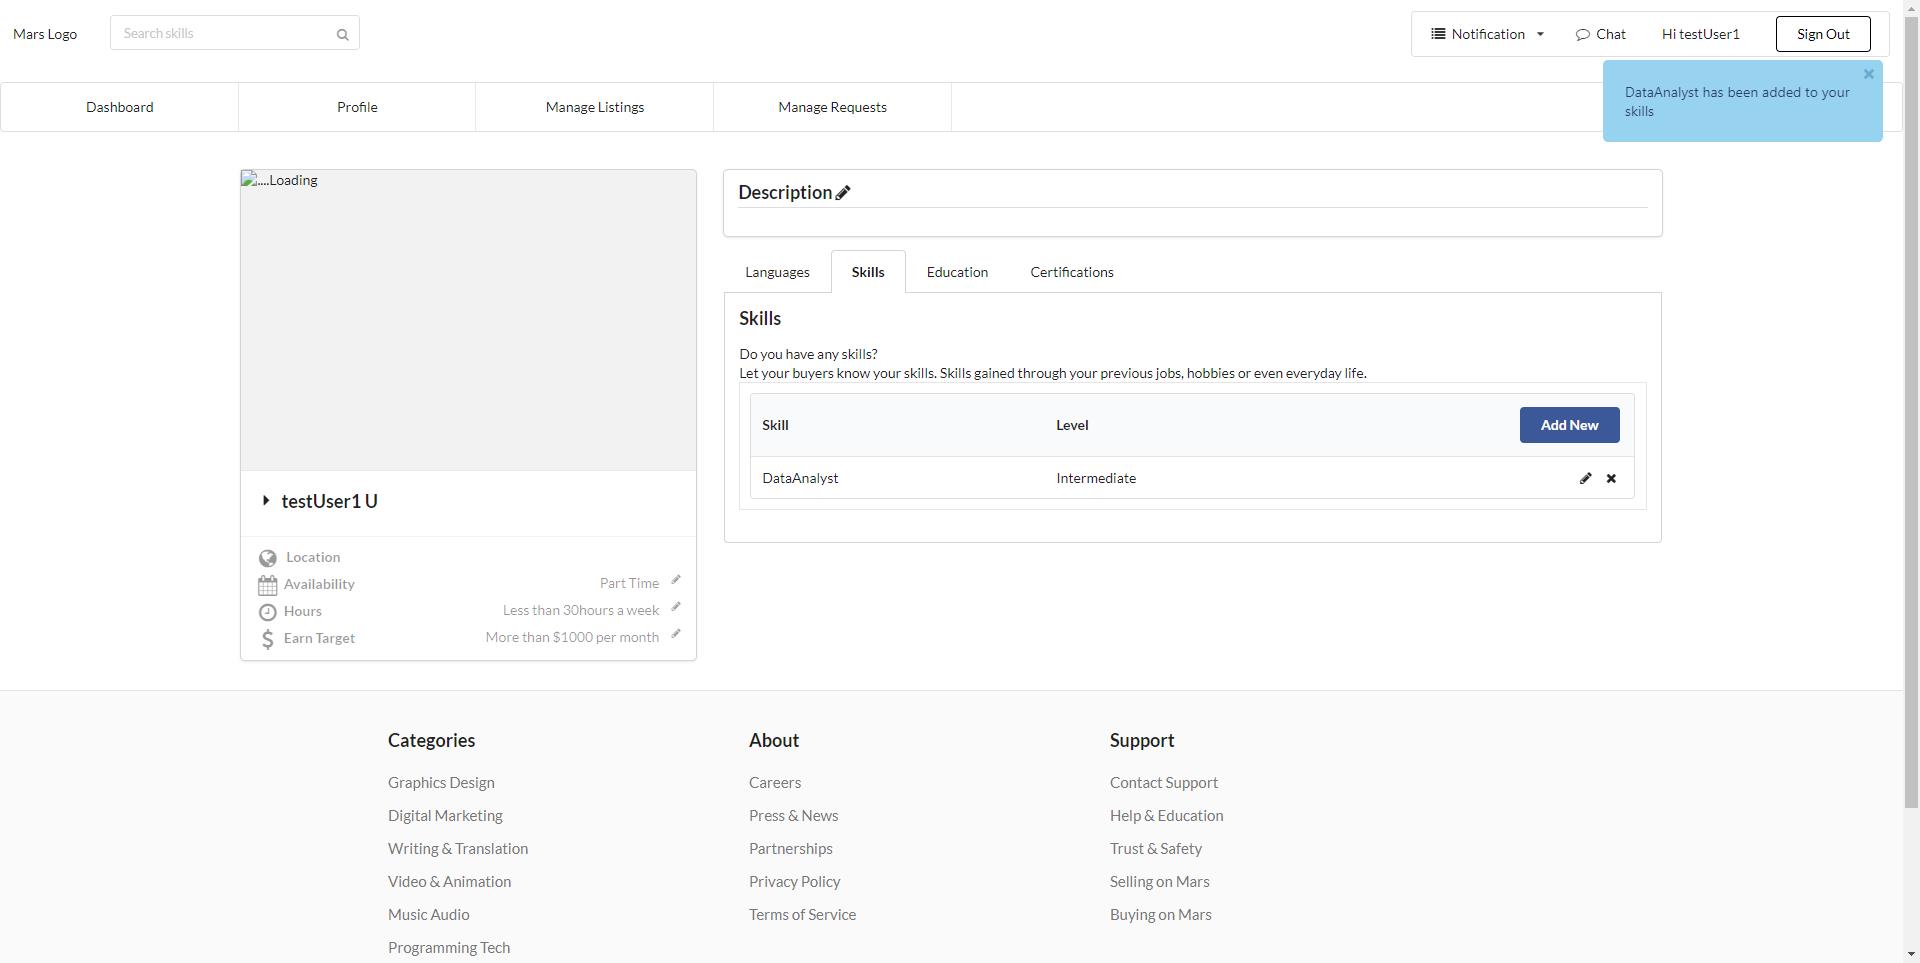 Mars Logo
Search skills
Notification
Chat
Hi testUser1
Sign Out
DataAnalyst has been added to your
skills
Dashboard
Profile
Manage Listings
Manage Requests
....Loading
testUser1 U
Location
Availability
Part Time
Hours
Less than 30hours a week
Earn Target
More than $1000 per month
Description
Languages
Skills
Education
Certifications
Skills
Do you have any skills?
Let your buyers know your skills. Skills gained through your previous jobs, hobbies or even everyday life.
Skill
Level
Add New
DataAnalyst
Intermediate
Categories
Graphics Design
Digital Marketing
Writing & Translation
Video & Animation
Music Audio
Programming Tech
About
Careers
Press & News
Partnerships
Privacy Policy
Terms of Service
Support
Contact Support
Help & Education
Trust & Safety
Selling on Mars
Buying on Mars